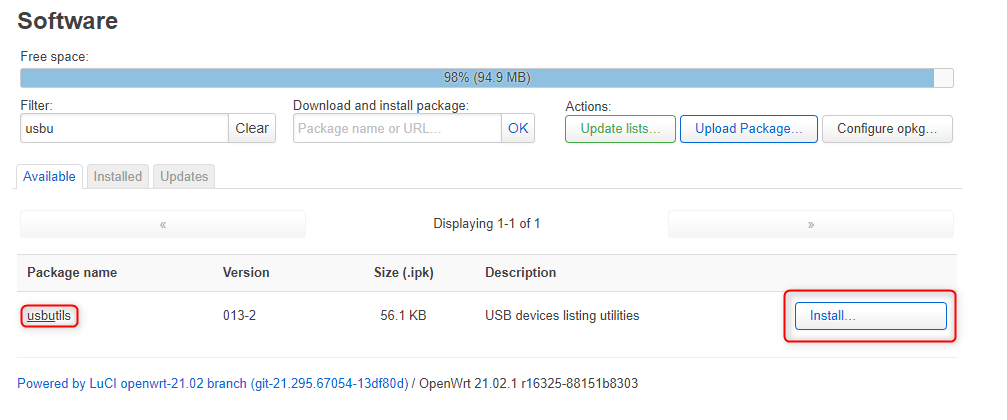 Software
Free space:
98% (94.9 MB)
Filter:
Download and install package:
Actions:
usbu
Clear
Package name or URL...
OK
Update lists...
Upload Package...
Configure opkg...
Available
Installed
Updates
«
Displaying 1-1 of 1
»
Package name Version Size (.ipk) Description
usbutils 013-2 56.1 KB USB devices listing utilities Install...
Powered by LuCI openwrt-21.02 branch (git-21.295.67054-13df80d) / OpenWrt 21.02.1 r16325-88151b8303